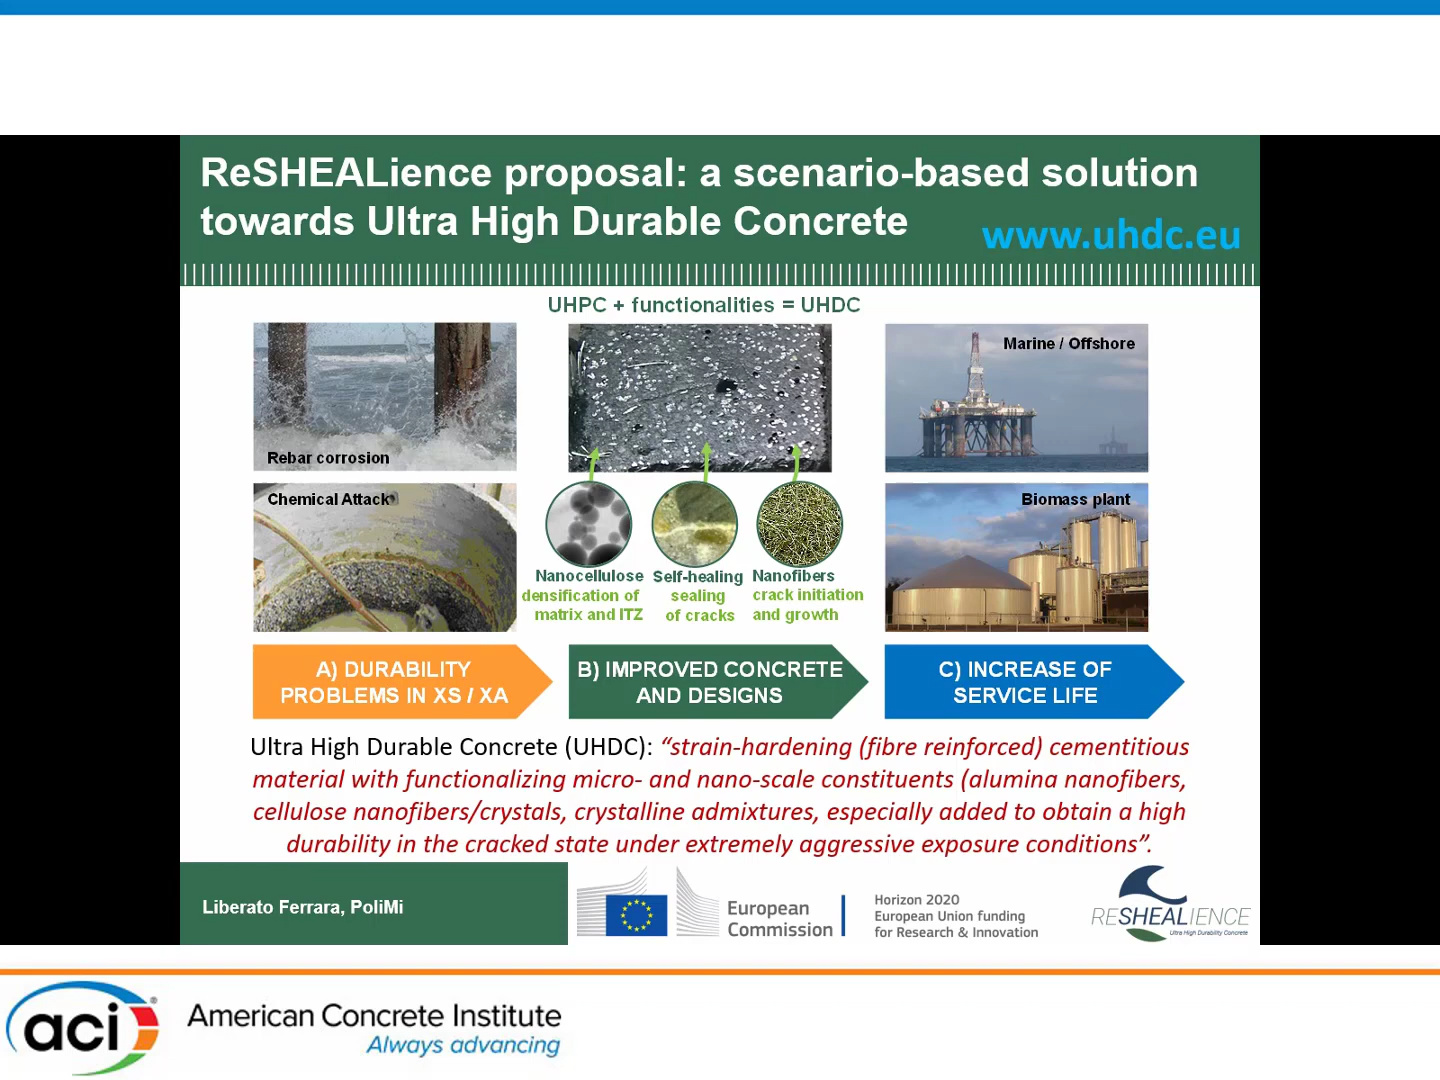 ReSHEALience proposal: a scenario-based solution
towards Ultra High Durable Concrete
www.uhdc.eu
UHPC + functionalities = UHDC
Rebar corrosion
Marine / Offshore
Chemical Attack
Biomass plant
Nanocellulose
densification of
matrix and ITZ
Self-healing
sealing
of cracks
Nanofibers
crack initiation
and growth
A) DURABILITY
PROBLEMS IN XS / XA
B) IMPROVED CONCRETE
AND DESIGNS
C) INCREASE OF
SERVICE LIFE
Ultra High Durable Concrete (UHDC): “strain-hardening (fibre reinforced) cementitious
material with functionalizing micro- and nano-scale constituents (alumina nanofibers,
cellulose nanofibers/crystals, crystalline admixtures, especially added to obtain a high
durability in the cracked state under extremely aggressive exposure conditions”.
Liberato Ferrara, PoliMi
European
Commission
Horizon 2020
European Union funding
for Research & Innovation
RESHEALIENCE
Ultra High Durability Concrete
aci®
American Concrete Institute
Always advancing